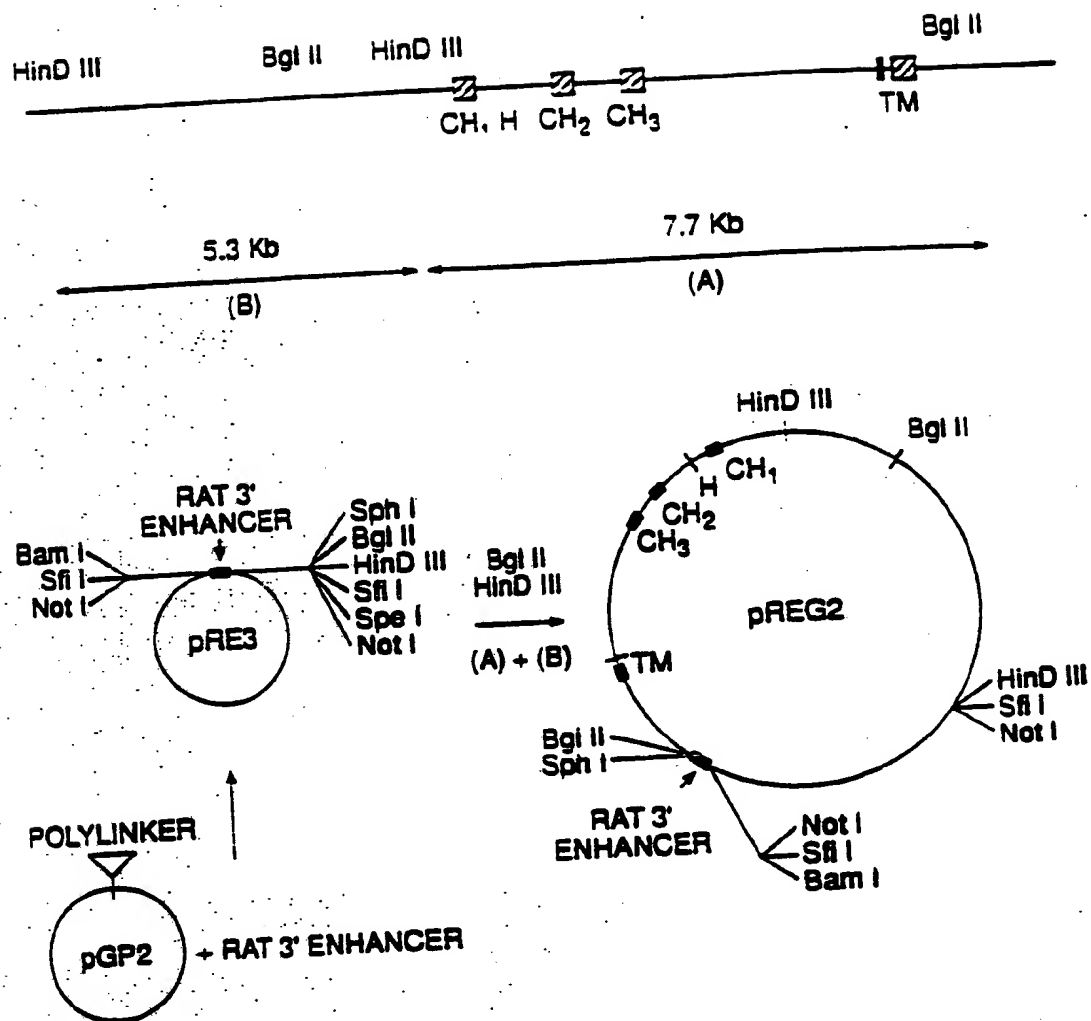 HinD III
Bgl II
HinD III
Bgl II
CH1 H
CH2
CH3
TM
5.3 Kb
(B)
7.7 Kb
(A)
RAT 3'
ENHANCER
Bam I
Sfi I
Not I
Sph I
Bgl II
HinD III
Sfi I
Spe I
Not I
pRE3
Bgl II
HinD III
(A) + (B)
HinD III
Bgl II
CH1
H
CH2
CH3
pREG2
TM
Bgl II
Sph I
HinD III
Sfi I
Not I
RAT 3'
ENHANCER
Not I
Sfi I
Bam I
POLYLINKER
pGP2
+ RAT 3' ENHANCER